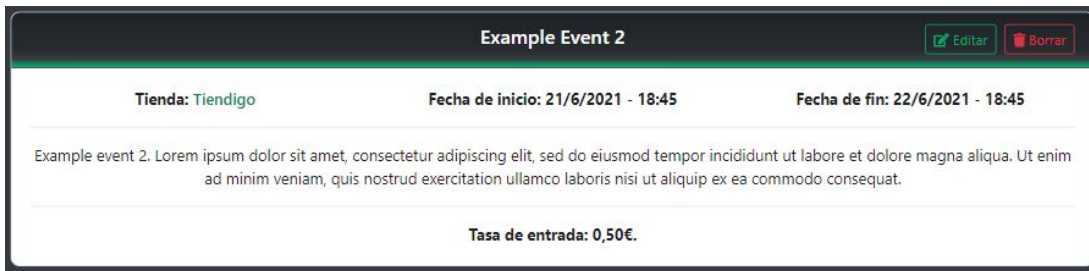 Example Event 2
Editar
Borrar
Tienda: Tiendigo
Fecha de inicio: 21/6/2021 - 18:45
Fecha de fin: 22/6/2021 - 18:45
Example event 2. Lorem ipsum dolor sit amet, consectetur adipiscing elit, sed do eiusmod tempor incididunt ut labore et dolore magna aliqua. Ut enim
ad minim veniam, quis nostrud exercitation ullamco laboris nisi ut aliquip ex ea commodo consequat.
Tasa de entrada: 0,50€.